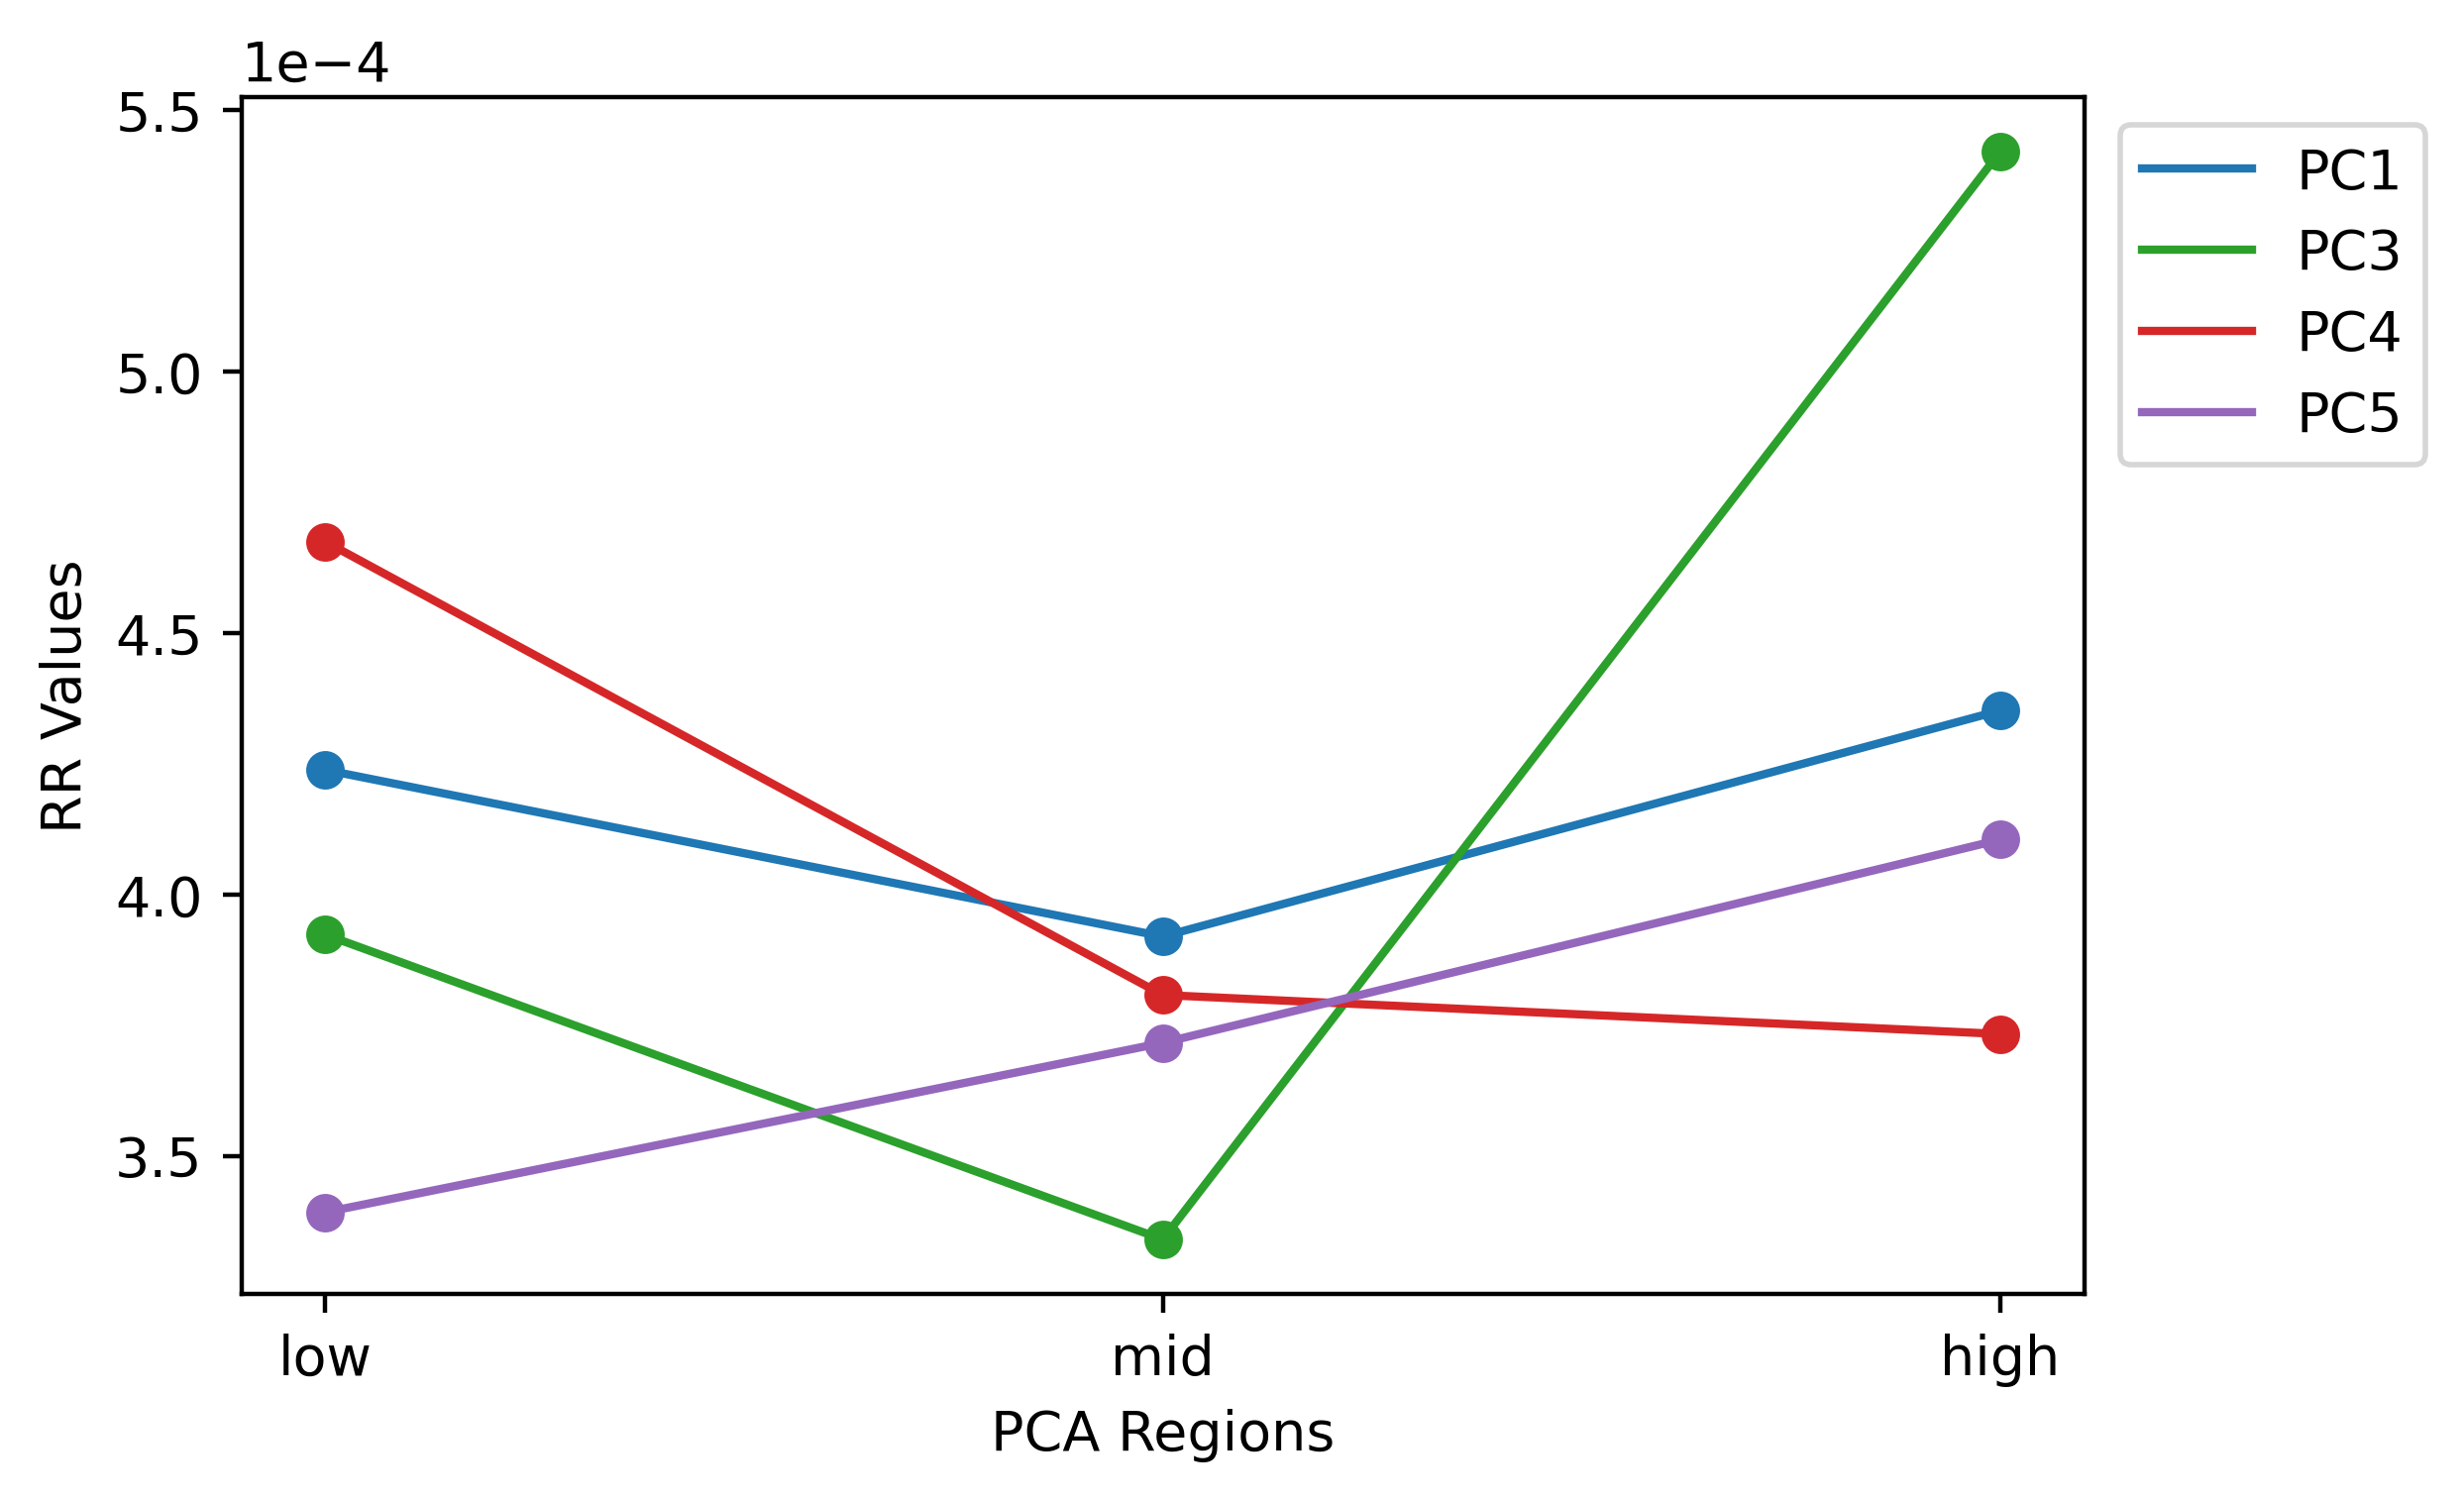 1e−4
5.5
5.0
4.5
4.0
3.5
RR Values
low mid high
PCA Regions
PC1
PC3
PC4
PC5